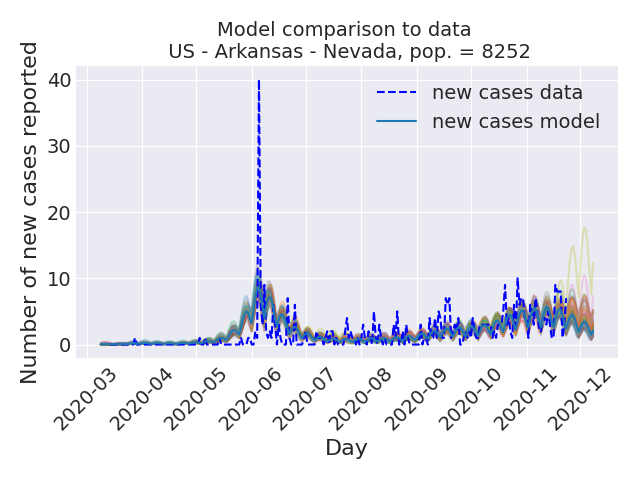 Model comparison to data
US - Arkansas - Nevada, pop. = 8252
Number of new cases reported
40
30
20
10
0
new cases data
new cases model
2020-03
2020-04
2020-05
2020-06
2020-07
2020-08
2020-09
2020-10
2020-11
2020-12
Day